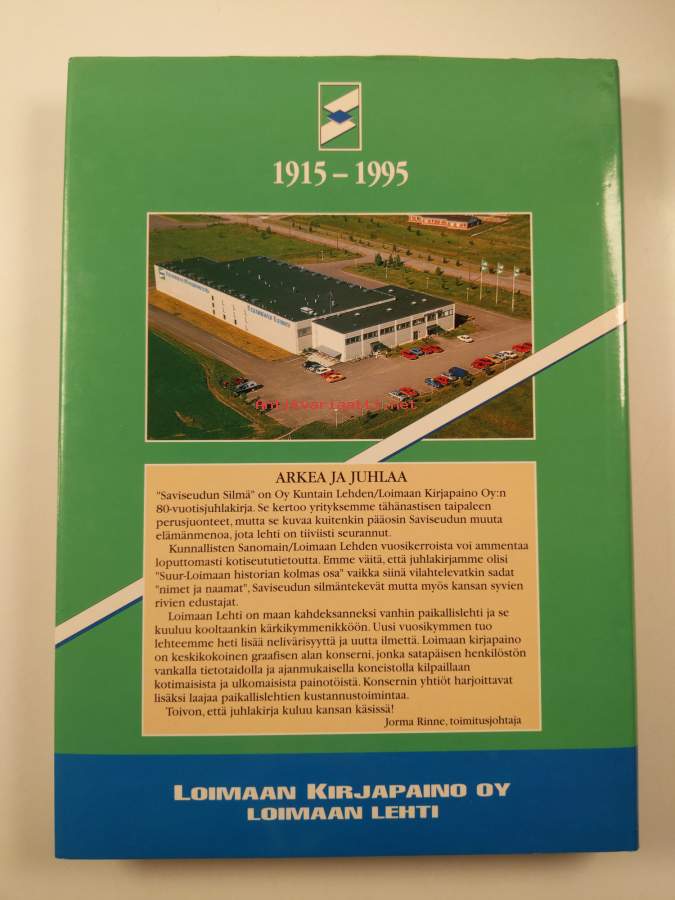 1915 – 1995
LOIMAAN KIRJAPAINO
LOIMAAN LEHTI
Antikvariaatti.net
ARKEA JA JUHLAA
"Saviseudun Silmä" on Oy Kuntain Lehden/Loimaan Kirjapaino Oy:n
80-vuotisjuhlakirja. Se kertoo yrityksemme tähänastisen taipaleen
perusjuonteet, mutta se kuvaa kuitenkin pääosin Saviseudun muuta
elämänmenoa, jota lehti on tiiviisti seurannut.
Kunnallisten Sanomain/Loimaan Lehden vuosikerroista voi ammentaa
loputtomasti kotiseututietoutta. Emme väitä, että juhlakirjamme olisi
"Suur-Loimaan historian kolmas osa" vaikka siinä vilahtelevatkin sadat
"nimet ja naamat", Saviseudun silmäntekevät mutta myös kansan syvien
rivien edustajat.
Loimaan Lehti on maan kahdeksanneksi vanhin paikallislehti ja se
kuuluu kooltaankin kärkikymmenikköön. Uusi vuosikymmen tuo
lehteemme heti lisää nelivärisyyttä ja uutta ilmettä. Loimaan kirjapaino
on keskikokoinen graafisen alan konserni, jonka satapäisen henkilöstön
vankalla tietotaidolla ja ajanmukaisella koneistolla kilpaillaan
kotimaisista ja ulkomaisista painotöistä. Konsernin yhtiöt harjoittavat
lisäksi laajaa paikallislehtien kustannustoimintaa.
Toivon, että juhlakirja kuluu kansan käsissä!
Jorma Rinne, toimitusjohtaja
LOIMAAN KIRJAPAINO OY
LOIMAAN LEHTI